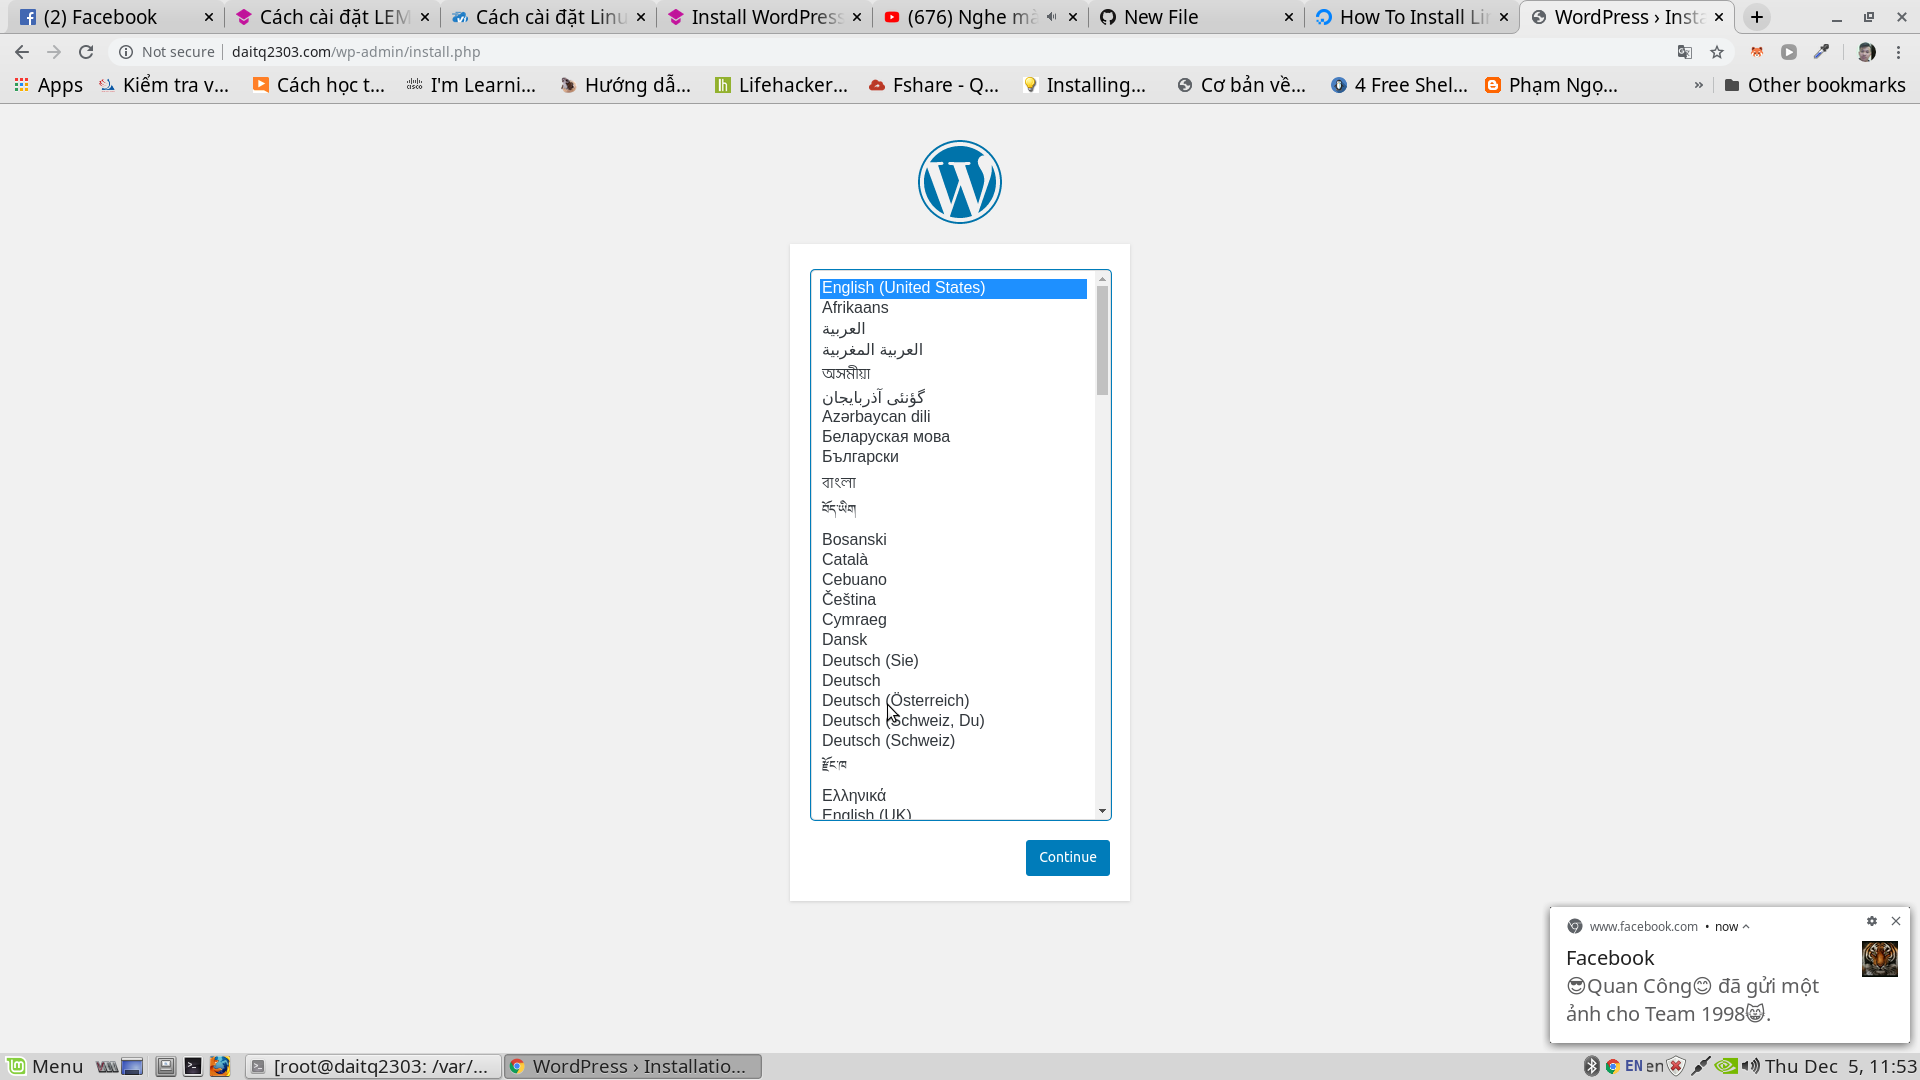 (2) Facebook
Cách cài đặt LEM
Cách cài đặt Linu
Install WordPress
(676) Nghe mà
New File
How To Install Lin
WordPress › Insta
Not secure
daitq2303.com/wp-admin/install.php
Apps
Kiểm tra v...
Cách học t...
I'm Learni...
Hướng dẫ...
Lifehacker...
Fshare - Q...
Installing...
Cơ bản về...
4 Free Shel...
Phạm Ngọ...
»
Other bookmarks
English (United States)
Afrikaans
العربية
العربية المغربية
অসমীয়া
گؤنئی آذربایجان
Azərbaycan dili
Беларуская мова
Български
বাংলা
བོད་ཡིག
Bosanski
Català
Cebuano
Čeština
Cymraeg
Dansk
Deutsch (Sie)
Deutsch
Deutsch (Österreich)
Deutsch (Schweiz, Du)
Deutsch (Schweiz)
རྫོང་ཁ
Ελληνικά
English (UK)
Continue
www.facebook.com • now
Facebook
😎Quan Công😊 đã gửi một
ảnh cho Team 1998😸.
Menu
[root@daitq2303: /var/...
WordPress › Installatio...
EN
en
Thu Dec 5, 11:53